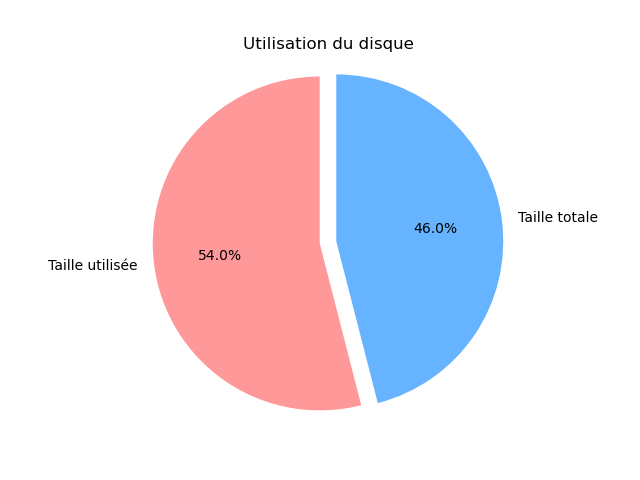 Utilisation du disque
46.0%
Taille totale
54.0%
Taille utilisée